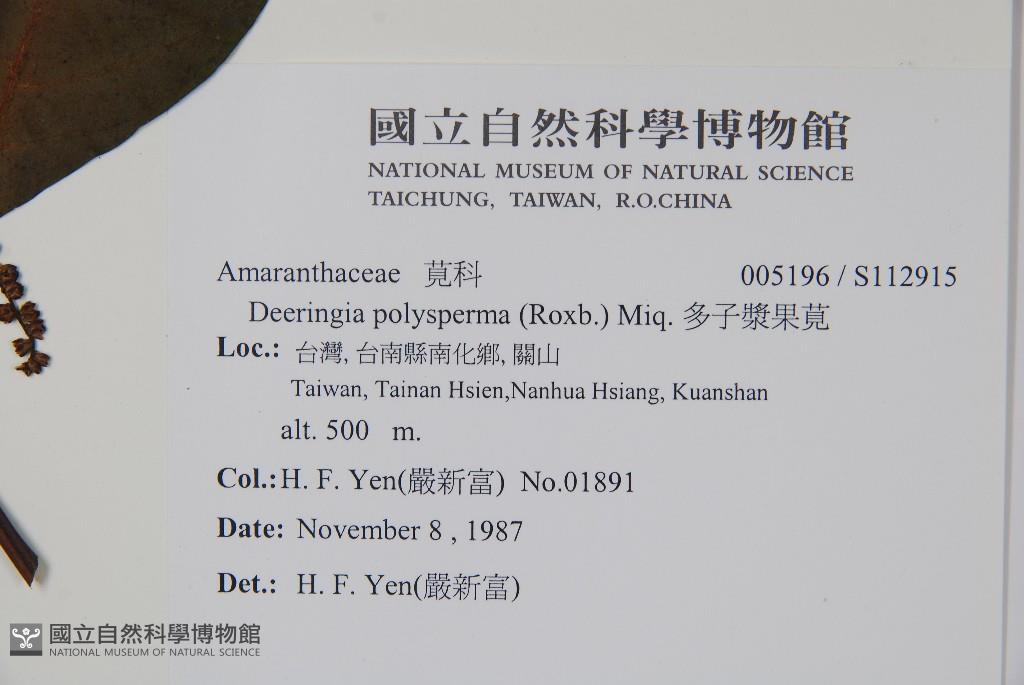 國立自然科學博物館
NATIONAL MUSEUM OF NATURAL SCIENCE
TAICHUNG, TAIWAN, R.O.CHINA
Amaranthaceae 莧科 005196 / S112915
Deeringia polysperma (Roxb.) Miq. 多子漿果莧
Loc.: 台灣, 台南縣南化鄉, 關山
Taiwan, Tainan Hsien,Nanhua Hsiang, Kuanshan
alt. 500 m.
Col.: H. F. Yen(嚴新富) No.01891
Date: November 8 , 1987
Det.: H. F. Yen(嚴新富)
國立自然科學博物館
NATIONAL MUSEUM OF NATURAL SCIENCE